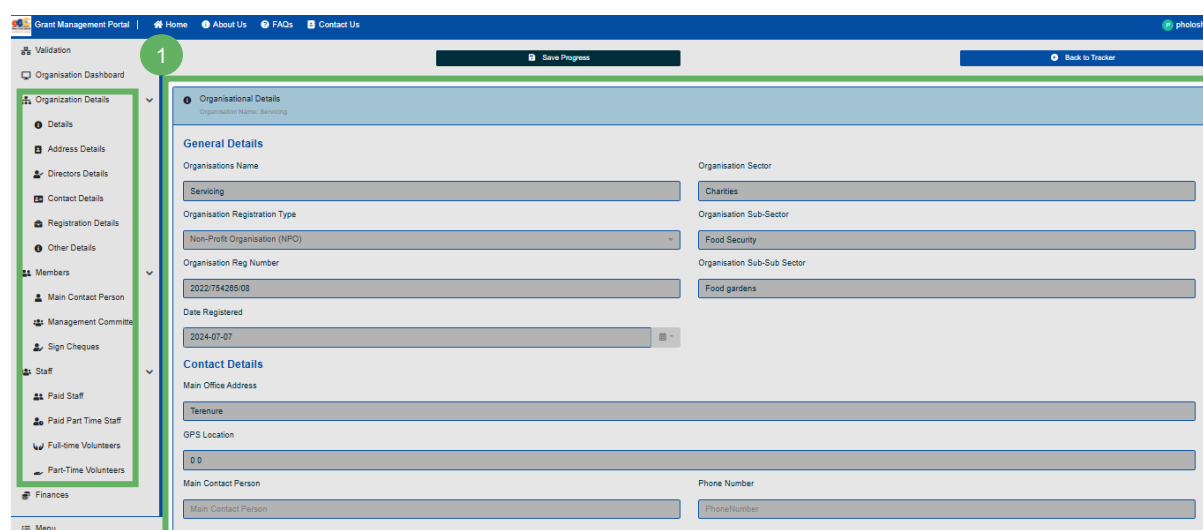 Grant Management Portal | Home About Us FAQs Contact Us pholosh
Validation
1
Save Progress
Back to Tracker
Organisation Dashboard
Organization Details
Details
Address Details
Directors Details
Contact Details
Registration Details
Other Details
Members
Main Contact Person
Management Committe
Sign Cheques
Staff
Paid Staff
Paid Part Time Staff
Full-time Volunteers
Part-Time Volunteers
Finances
Menu
Organisational Details
Organisation Name: Servicing
General Details
Organisations Name
Servicing
Organisation Sector
Charities
Organisation Registration Type
Non-Profit Organisation (NPO)
Organisation Sub-Sector
Food Security
Organisation Reg Number
2022/754265/08
Organisation Sub-Sub Sector
Food gardens
Date Registered
2024-07-07
Contact Details
Main Office Address
Terenure
GPS Location
0 0
Main Contact Person
Main Contact Person
Phone Number
PhoneNumber